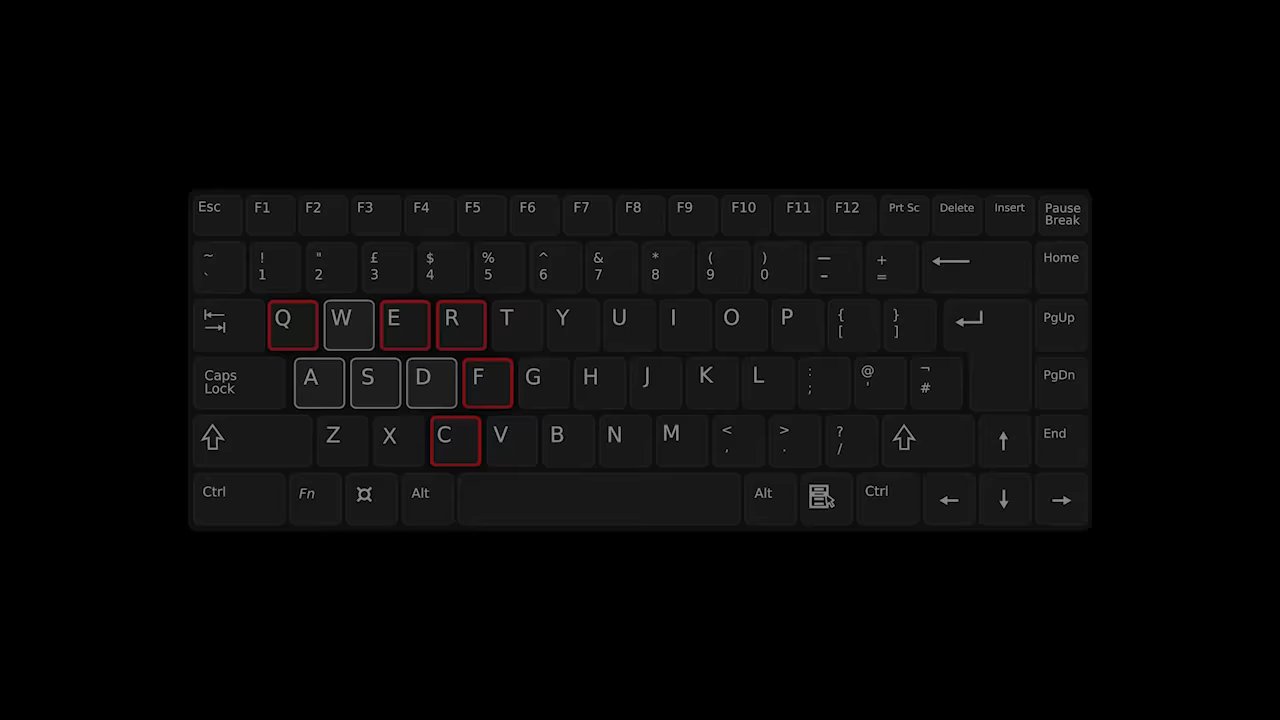 Esc F1 F2 F3 F4 F5 F6 F7 F8 F9 F10 F11 F12 Prt Sc Delete Insert Pause Break
~ ! " £ $ % ^ & * ( ) — + Home
` 1 2 3 4 5 6 7 8 9 0 - =
Q W E R T Y U I O P { } PgUp
[ ]
Caps Lock A S D F G H J K L : @ ¬ PgDn
; ' #
Z X C V B N M < > ? End
, . /
Ctrl Fn Alt Alt Ctrl